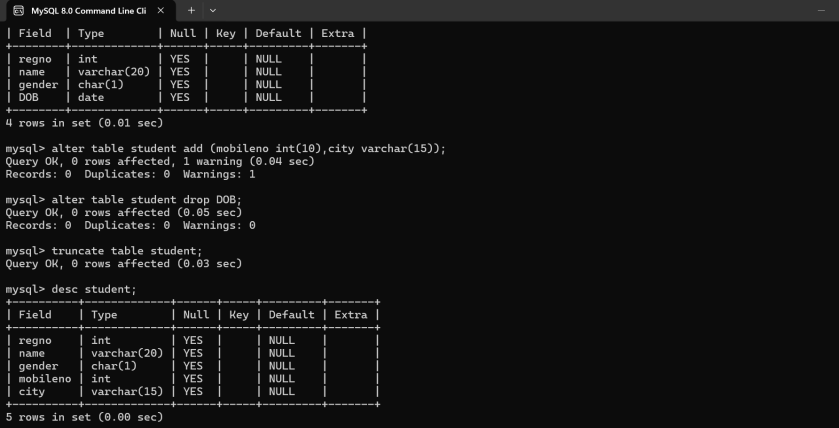 MySQL 8.0 Command Line Cli
| Field  | Type        | Null | Key | Default | Extra |
+--------+-------------+------+-----+---------+-------+
| regno  | int         | YES  |     | NULL    |       |
| name   | varchar(20) | YES  |     | NULL    |       |
| gender | char(1)     | YES  |     | NULL    |       |
| DOB    | date        | YES  |     | NULL    |       |
+--------+-------------+------+-----+---------+-------+
4 rows in set (0.01 sec)
mysql> alter table student add (mobileno int(10),city varchar(15));
Query OK, 0 rows affected, 1 warning (0.04 sec)
Records: 0  Duplicates: 0  Warnings: 1
mysql> alter table student drop DOB;
Query OK, 0 rows affected (0.05 sec)
Records: 0  Duplicates: 0  Warnings: 0
mysql> truncate table student;
Query OK, 0 rows affected (0.03 sec)
mysql> desc student;
+----------+-------------+------+-----+---------+-------+
| Field    | Type        | Null | Key | Default | Extra |
+----------+-------------+------+-----+---------+-------+
| regno    | int         | YES  |     | NULL    |       |
| name     | varchar(20) | YES  |     | NULL    |       |
| gender   | char(1)     | YES  |     | NULL    |       |
| mobileno | int         | YES  |     | NULL    |       |
| city     | varchar(15) | YES  |     | NULL    |       |
+----------+-------------+------+-----+---------+-------+
5 rows in set (0.00 sec)